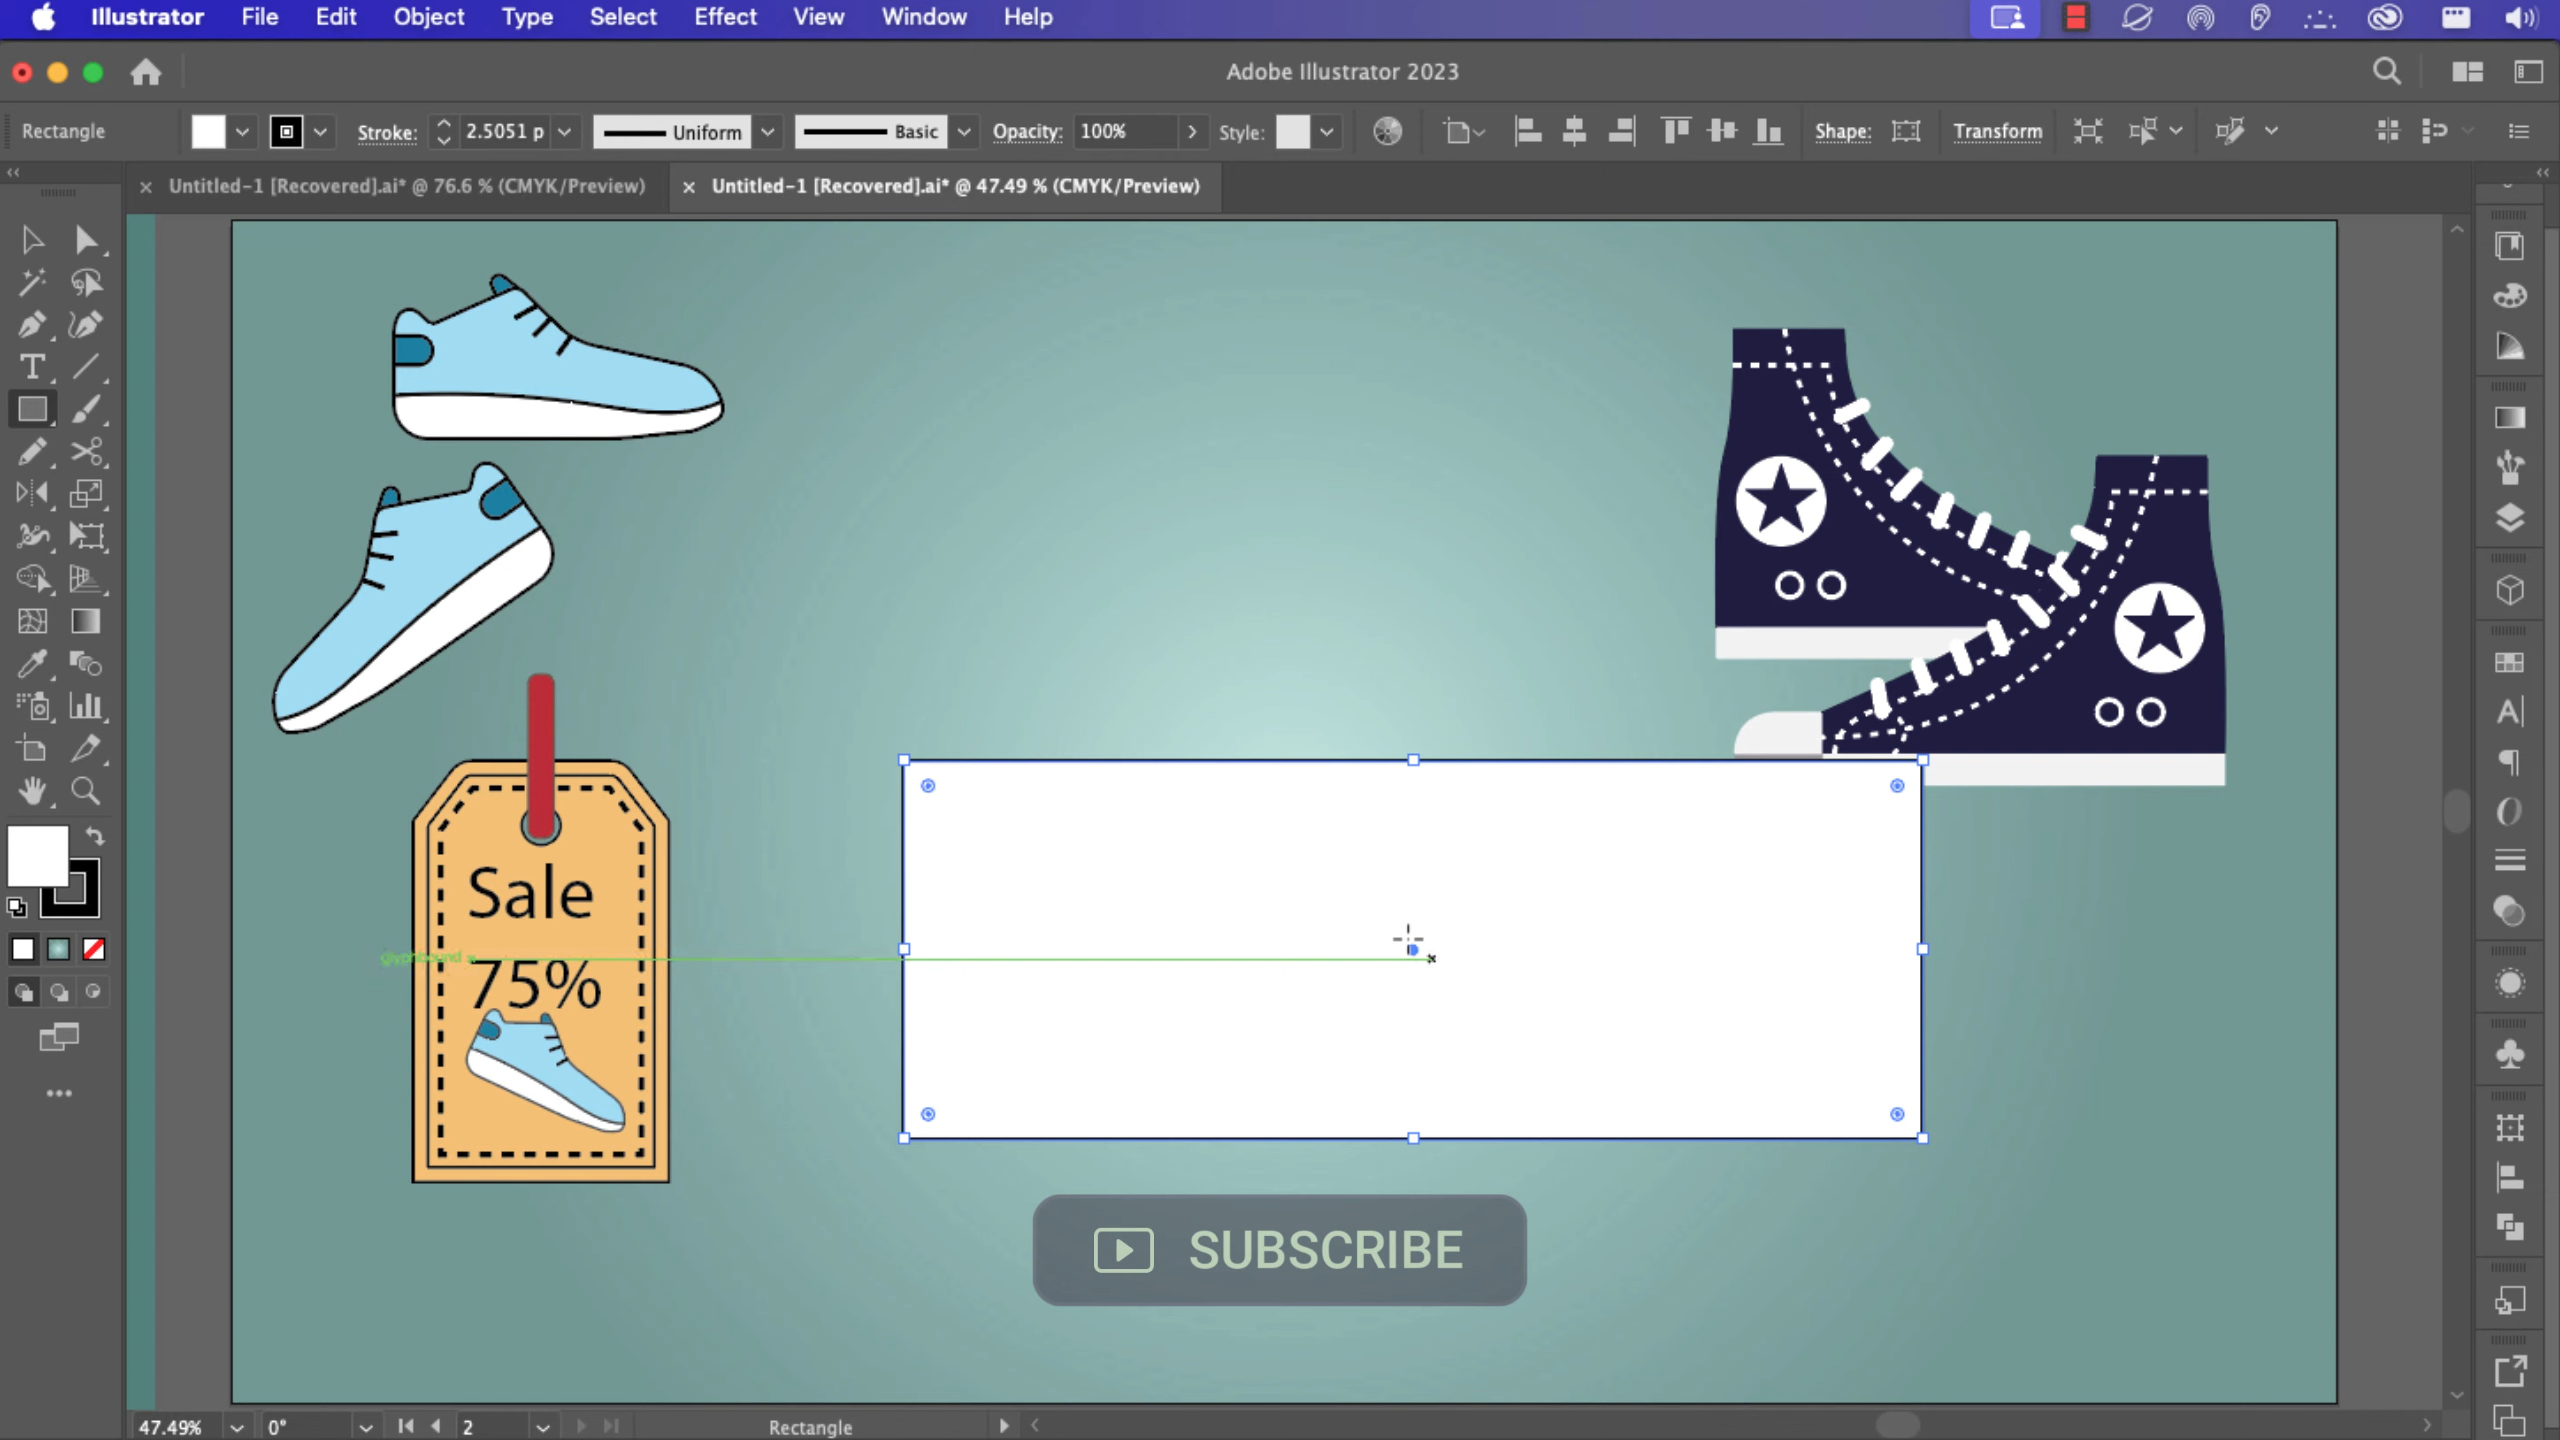 Illustrator File Edit Object Type Select Effect View Window Help
Adobe Illustrator 2023
Rectangle Stroke: 2.5051 p Uniform Basic Opacity: 100% Style: Shape: Transform
× Untitled-1 [Recovered].ai* @ 76.6 % (CMYK/Preview) × Untitled-1 [Recovered].ai* @ 47.49 % (CMYK/Preview)
Sale
glyphbound
75%
SUBSCRIBE
47.49% 0° 2 Rectangle